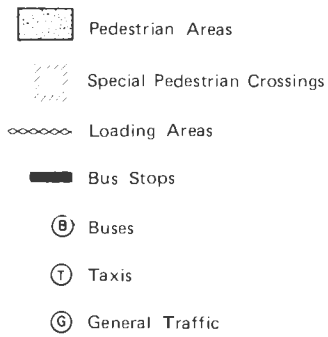 Pedestrian Areas
Special Pedestrian Crossings
Loading Areas
Bus Stops
B Buses
T Taxis
G General Traffic